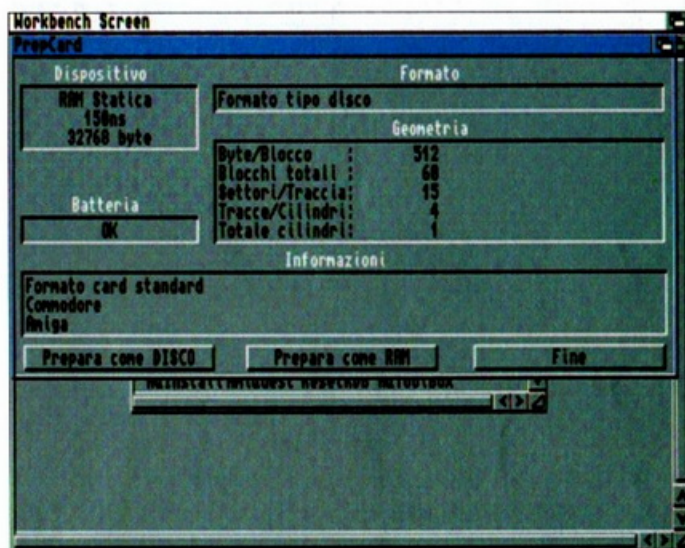 Workbench Screen
PrepCard
Dispositivo
RAM Statica
150ns
32768 byte
Formato
Formato tipo disco
Geometria
Byte/Blocco : 512
Blocchi totali : 60
Settori/Traccia: 15
Tracce/Cilindri: 4
Totale cilindri: 1
Batteria
OK
Informazioni
Formato card standard
Commodore
Amiga
Prepara come DISCO
Prepara come RAM
Fine